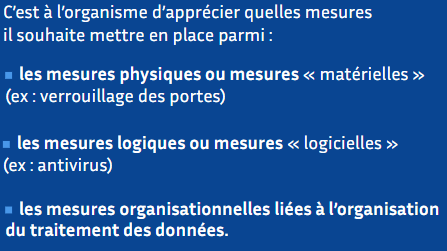 C'est à l'organisme d'apprécier quelles mesures
il souhaite mettre en place parmi :
▪ les mesures physiques ou mesures « matérielles »
(ex : verrouillage des portes)
▪ les mesures logiques ou mesures « logicielles »
(ex : antivirus)
▪ les mesures organisationnelles liées à l'organisation
du traitement des données.